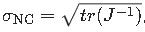 σ_NC = √tr(J⁻¹).